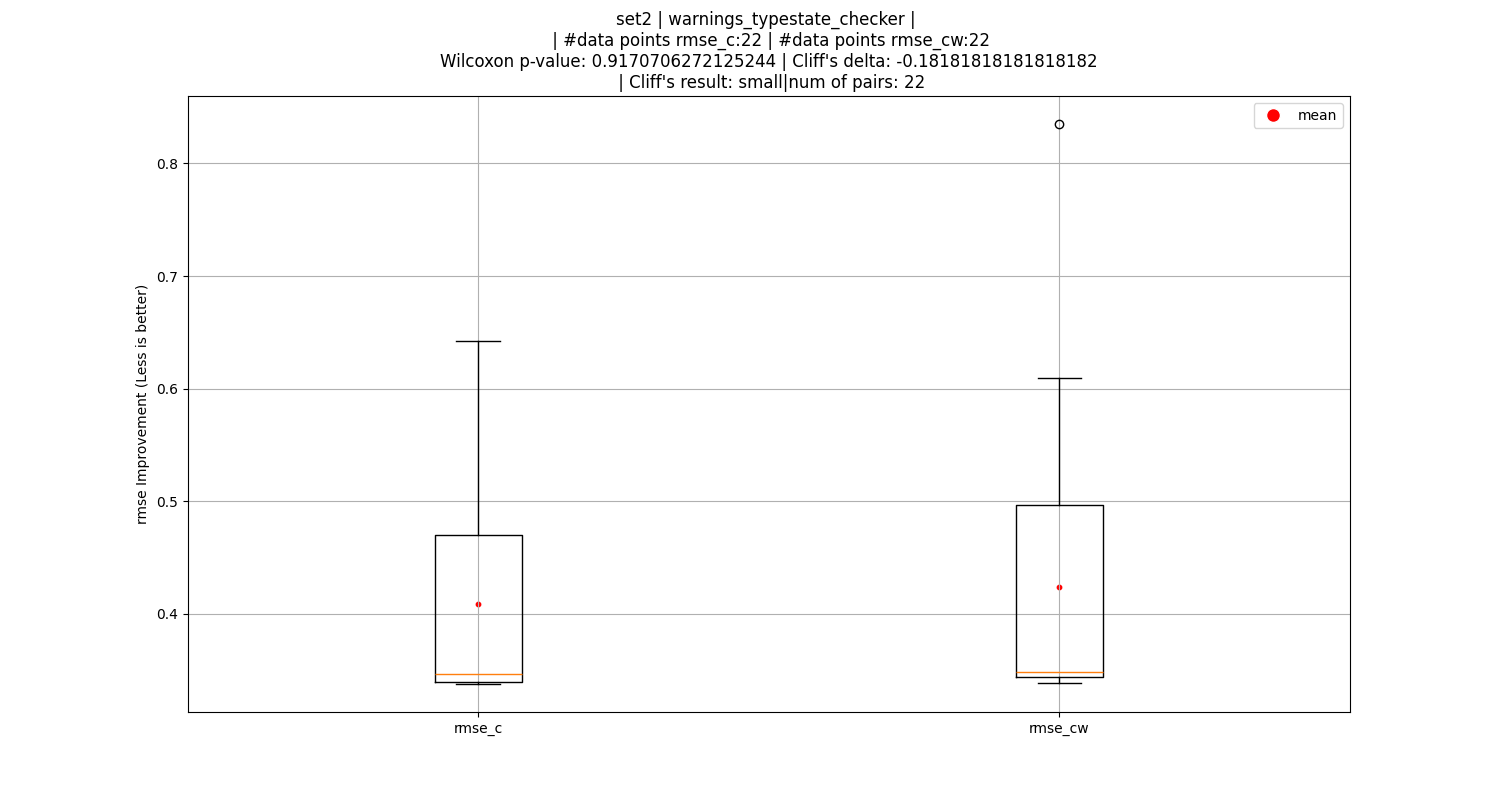 set2 | warnings_typestate_checker |
| #data points rmse_c:22 | #data points rmse_cw:22
Wilcoxon p-value: 0.9170706272125244 | Cliff's delta: -0.18181818181818182
| Cliff's result: small|num of pairs: 22
mean
0.8
0.7
0.6
0.5
0.4
rmse Improvement (Less is better)
rmse_c
rmse_cw